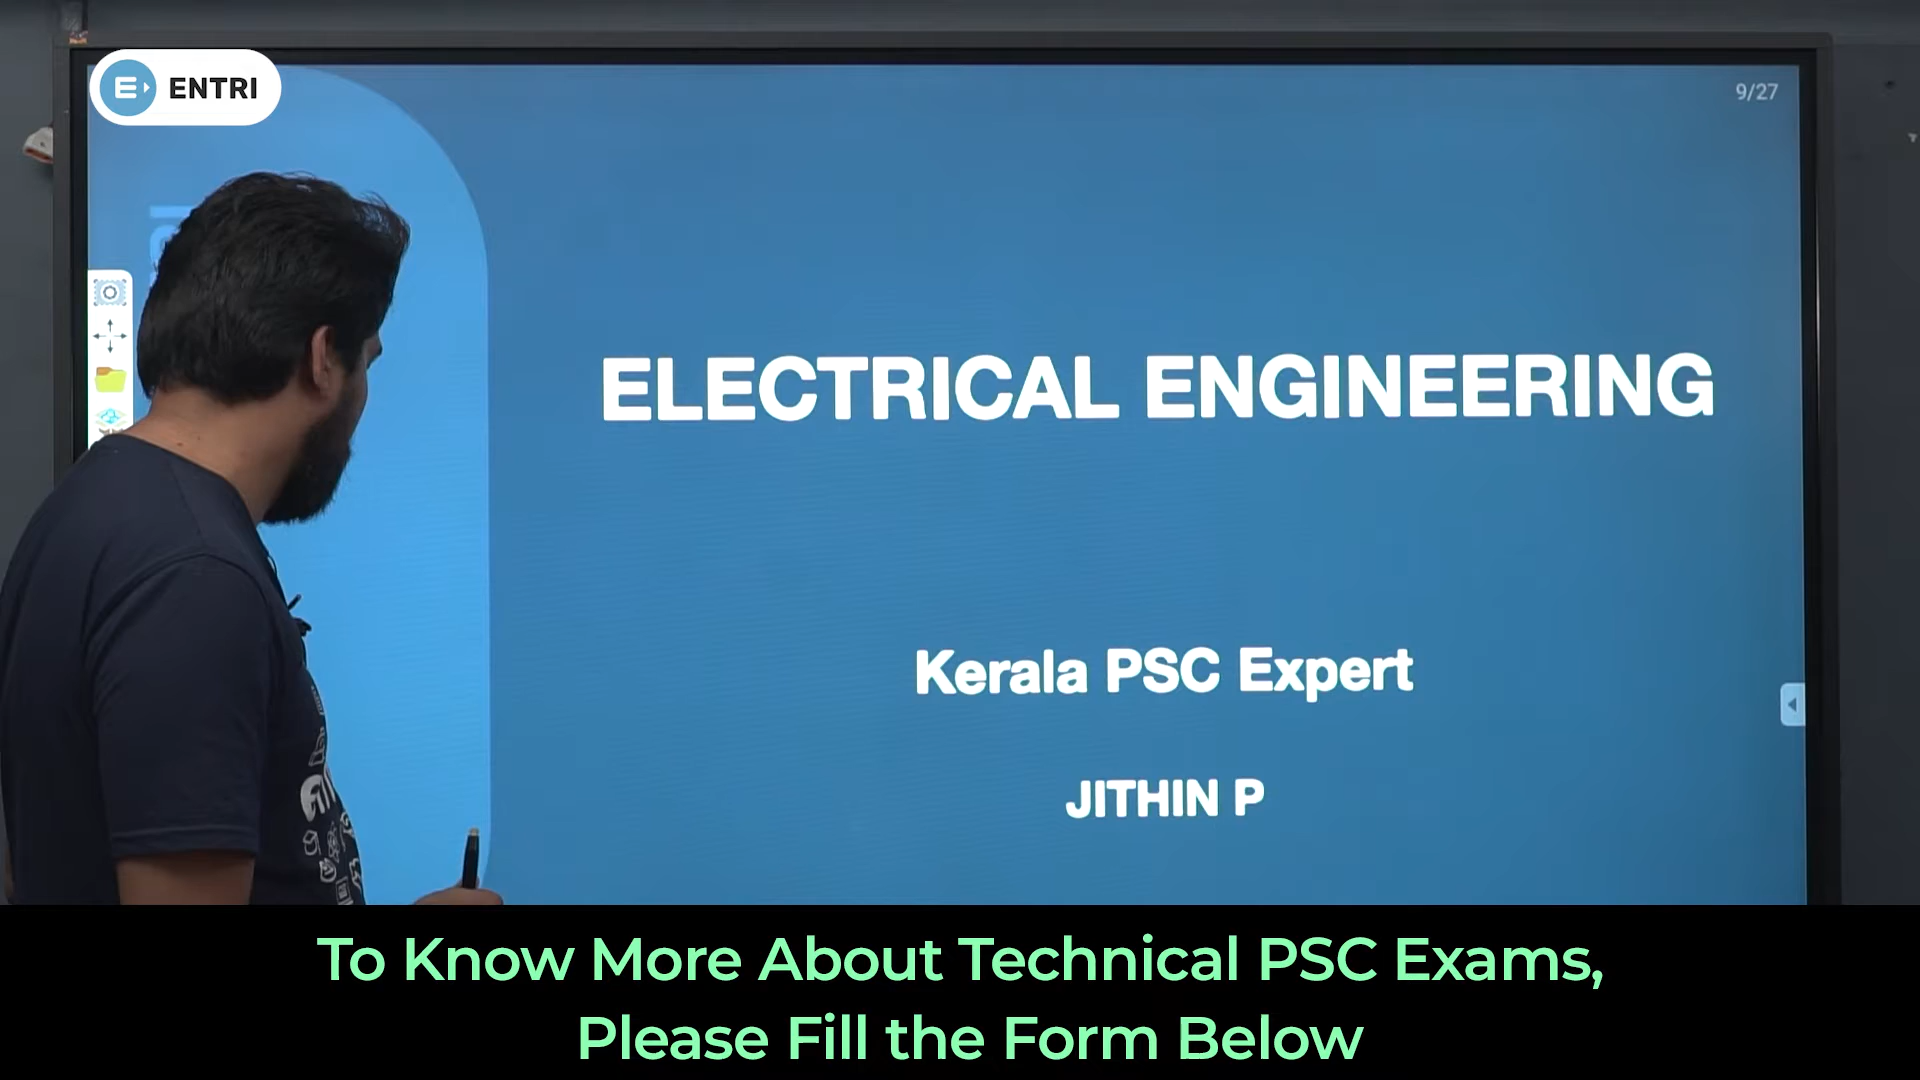 ENTRI
9/27
ELECTRICAL ENGINEERING
Kerala PSC Expert
JITHIN P
To Know More About Technical PSC Exams,
Please Fill the Form Below